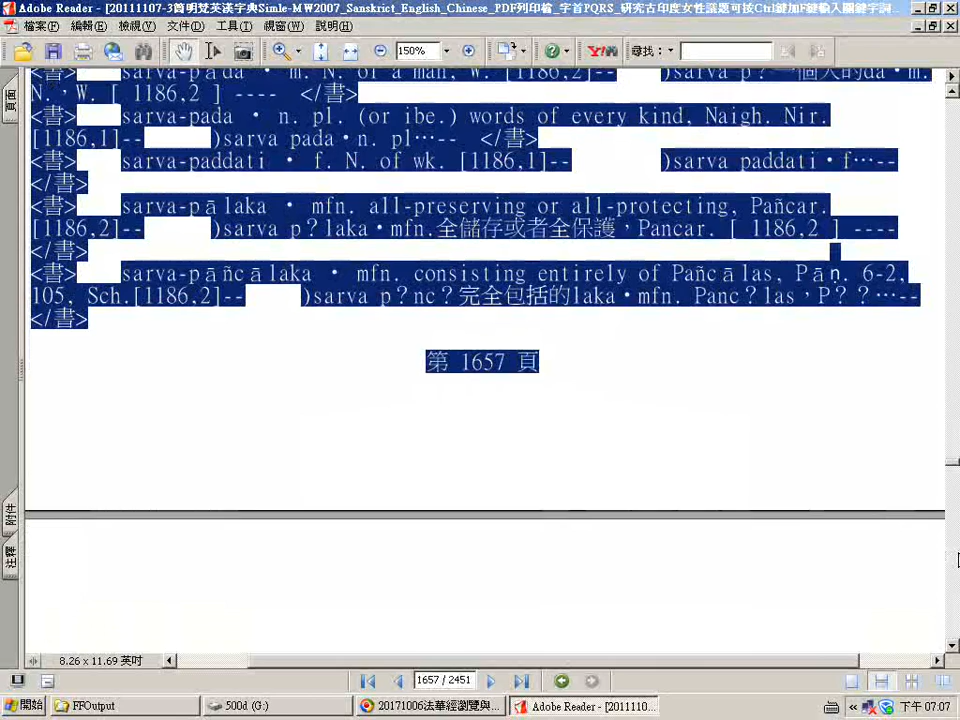 Adobe Reader - [20111107-3簡明梵英漢字典Simle-MW2007_Sanskrict_English_Chinese_PDF列印檔_字首PQRS_研究古印度女性議題可按Ctrl鍵加F鍵輸入關鍵字詞...
檔案(F) 編輯(E) 檢視(V) 文件(D) 工具(T) 視窗(W) 說明(H)
150% 尋找:
頁面
<書> sarva-pāda ‧ m. N. of a man, W. [1186,2]-- )sarva p?一個人的da‧m.
N.,W. [ 1186,2 ] ---- </書>
<書> sarva-pada ‧ n. pl. (or ibc.) words of every kind, Naigh. Nir.
[1186,1]-- )sarva pada‧n. pl…-- </書>
<書> sarva-paddati ‧ f. N. of wk. [1186,1]-- )sarva paddati‧f…--
</書>
<書> sarva-pālaka ‧ mfn. all-preserving or all-protecting, Pañcar.
[1186,2]-- )sarva p?laka‧mfn.全儲存或者全保護,Pancar. [ 1186,2 ] ----
</書>
<書> sarva-pāñcālaka ‧ mfn. consisting entirely of Pañcālas, Pāṇ. 6-2,
105, Sch.[1186,2]-- )sarva p?nc?完全包括的laka‧mfn. Panc?las,P??…--
</書>
第 1657 頁
附件
注釋
8.26 x 11.69 英吋
1657 / 2451
開始 FFOutput 500d (G:) 20171006法華經瀏覽與... Adobe Reader - [2011110... 下午 07:07